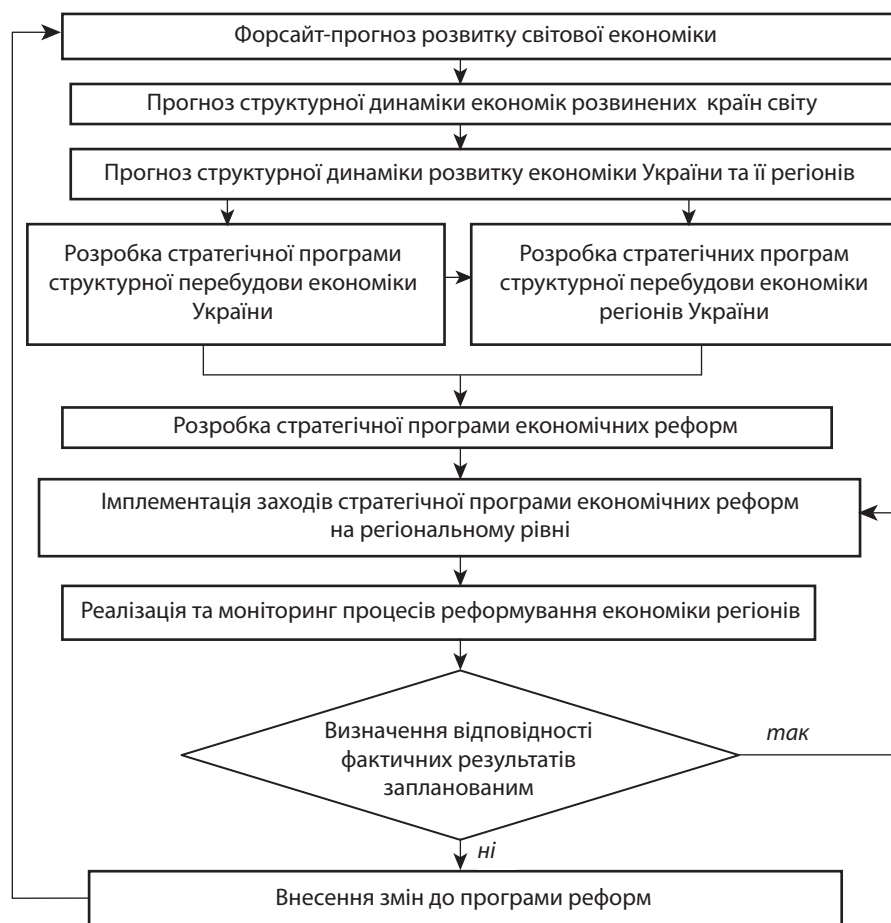 Форсайт-прогноз розвитку світової економіки
Прогноз структурної динаміки економік розвинених країн світу
Прогноз структурної динаміки розвитку економіки України та її регіонів
Розробка стратегічної програми
структурної перебудови економіки
України
Розробка стратегічних програм
структурної перебудови економіки
регіонів України
Розробка стратегічної програми економічних реформ
Імплементація заходів стратегічної програми економічних реформ
на регіональному рівні
Реалізація та моніторинг процесів реформування економіки регіонів
Визначення відповідності
фактичних результатів
запланованим
так
ні
Внесення змін до програми реформ